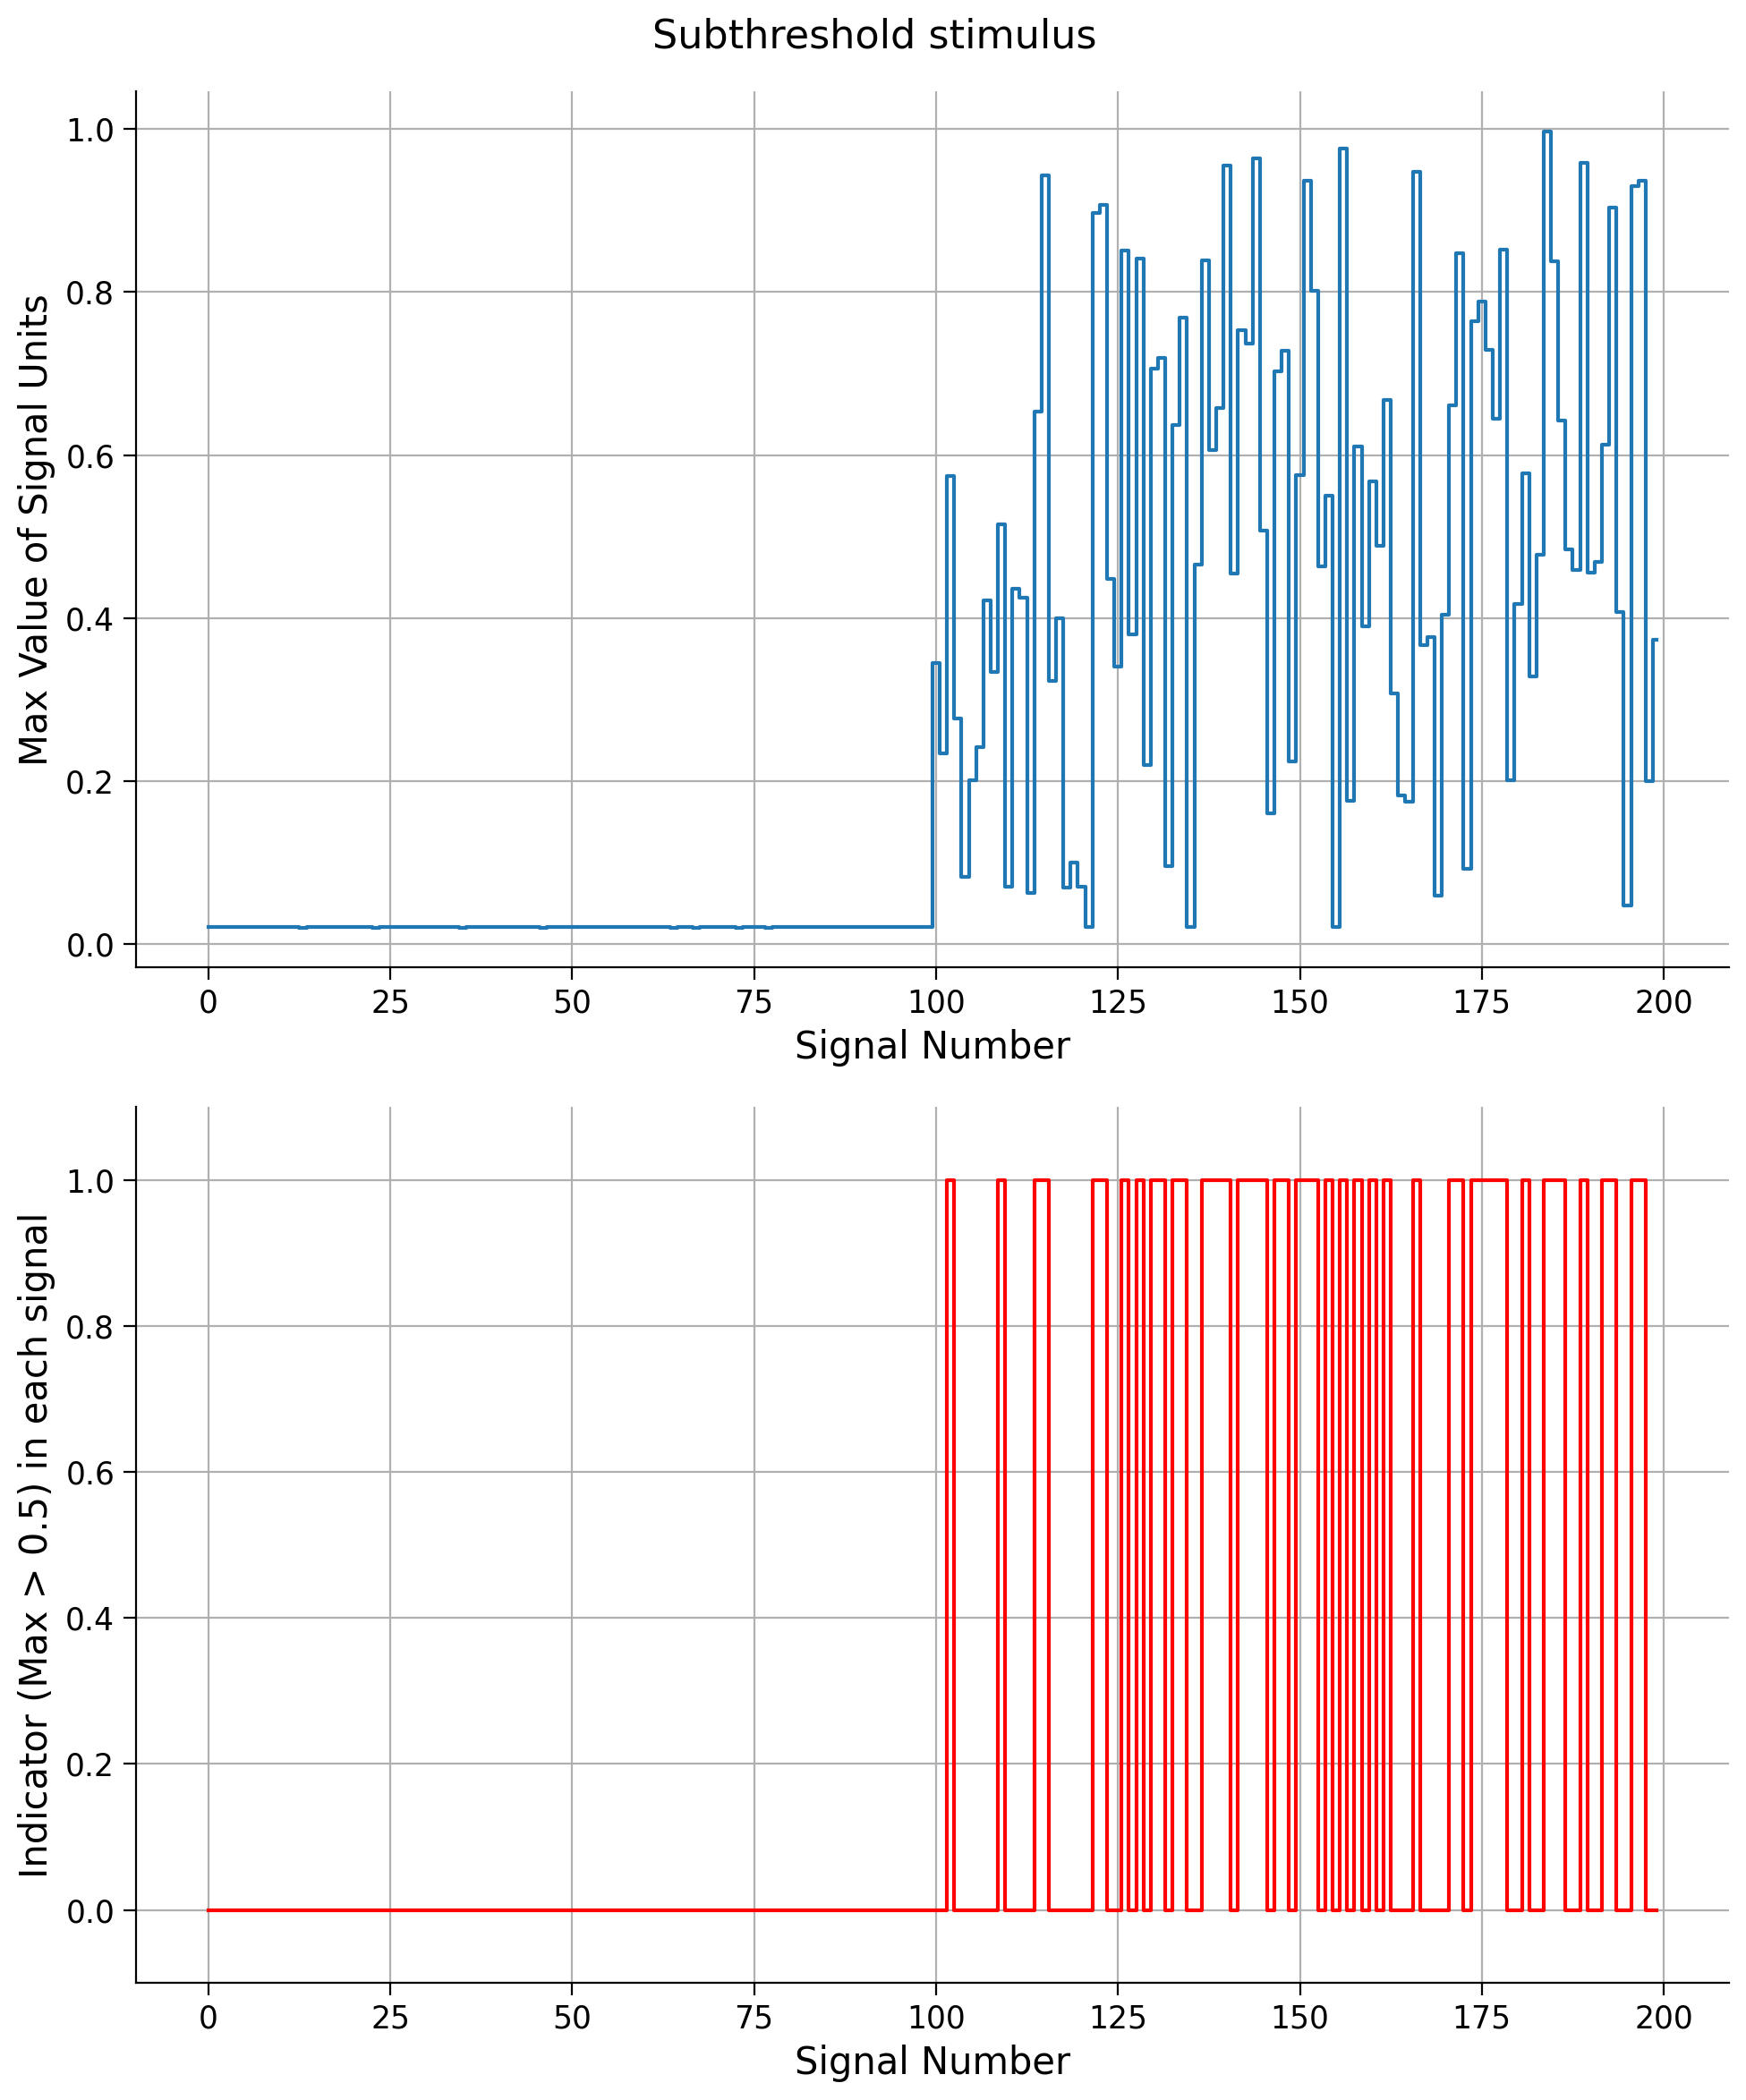 Subthreshold stimulus
Max Value of Signal Units
1.0
0.8
0.6
0.4
0.2
0.0
0 25 50 75 100 125 150 175 200
Signal Number
Indicator (Max > 0.5) in each signal
1.0
0.8
0.6
0.4
0.2
0.0
0 25 50 75 100 125 150 175 200
Signal Number